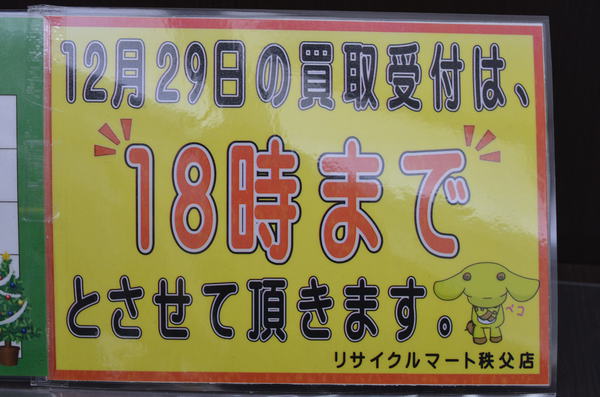 12月29日の買取受付は、
18時まで
とさせて頂きます。
ペコ
リサイクルマート秩父店